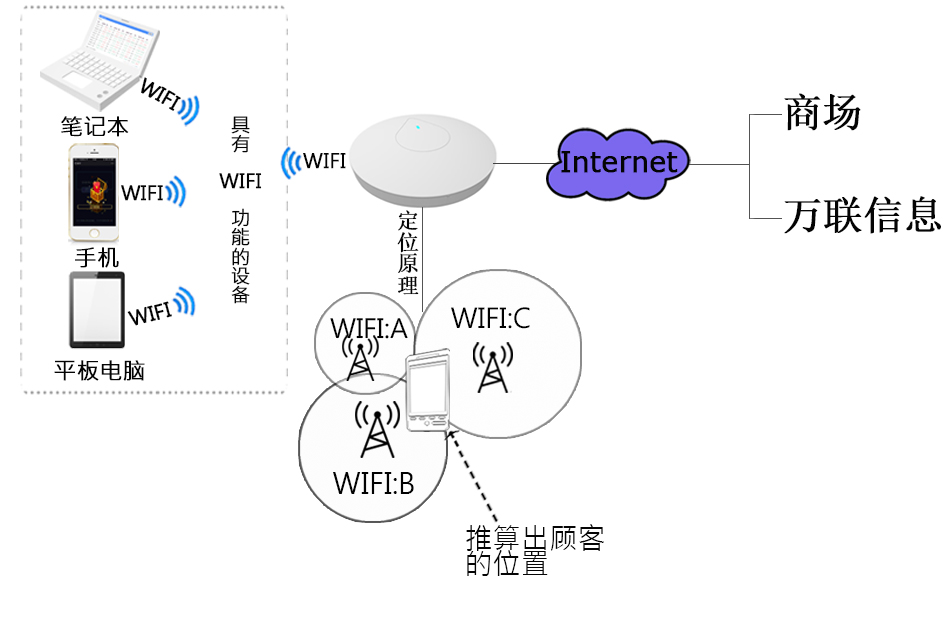 WIFI
笔记本
WIFI
手机
WIFI
平板电脑
具有
WIFI
功能的设备
WIFI
Internet
商场
万联信息
定位原理
WIFI:A
WIFI:C
WIFI:B
推算出顾客
的位置